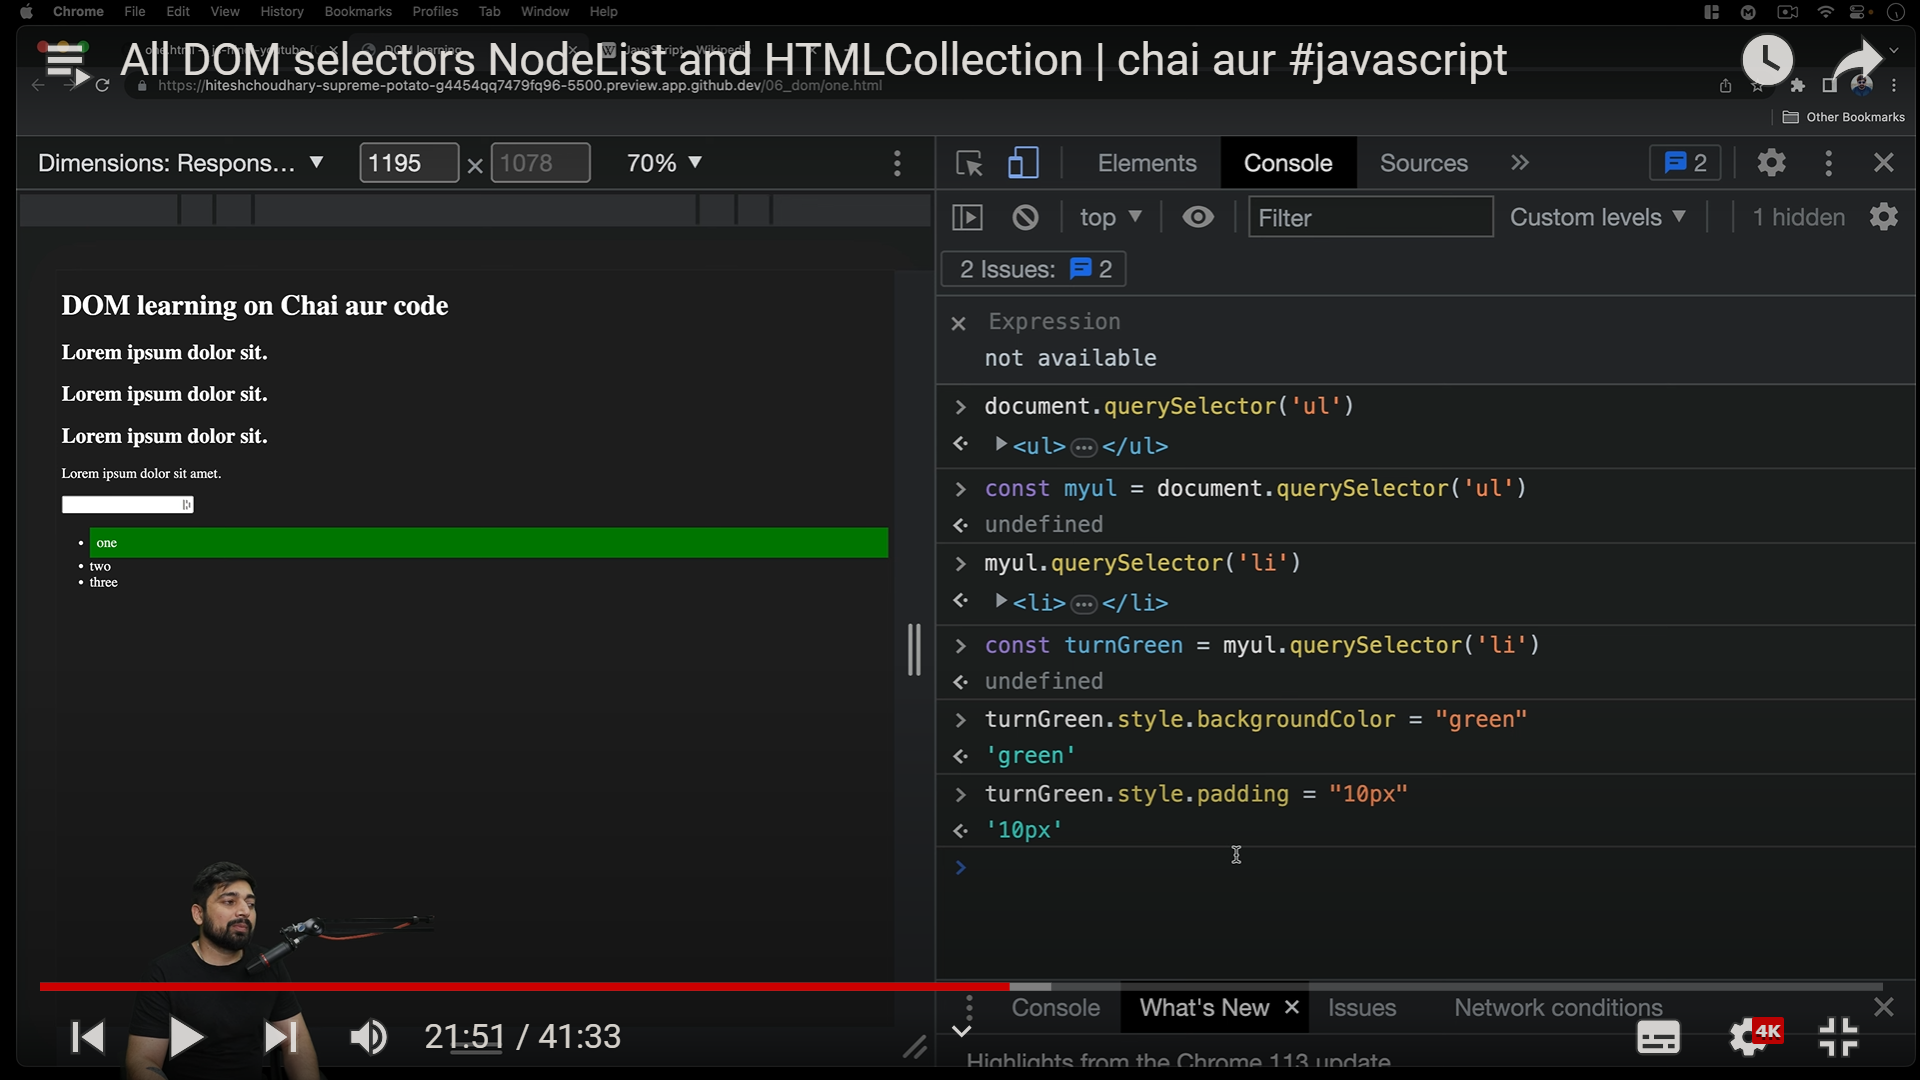 Chrome File Edit View History Bookmarks Profiles Tab Window Help
All DOM selectors NodeList and HTMLCollection | chai aur #javascript
https://hiteshchoudhary-supreme-potato-g4454qq7479fq96-5500.preview.app.github.dev/06_dom/one.html
Other Bookmarks
Dimensions: Respons... ▼ 1195 × 1078 70% ▼
Elements Console Sources » 2
top ▼ Filter Custom levels ▼ 1 hidden
2 Issues: 2
DOM learning on Chai aur code
Lorem ipsum dolor sit.
Lorem ipsum dolor sit.
Lorem ipsum dolor sit.
Lorem ipsum dolor sit amet.
• one
• two
• three
Expression
not available
> document.querySelector('ul')
<ul>…</ul>
> const myul = document.querySelector('ul')
undefined
> myul.querySelector('li')
<li>…</li>
> const turnGreen = myul.querySelector('li')
undefined
> turnGreen.style.backgroundColor = "green"
'green'
> turnGreen.style.padding = "10px"
'10px'
>
Console What's New × Issues Network conditions
Highlights from the Chrome 113 update
21:51 / 41:33
4K